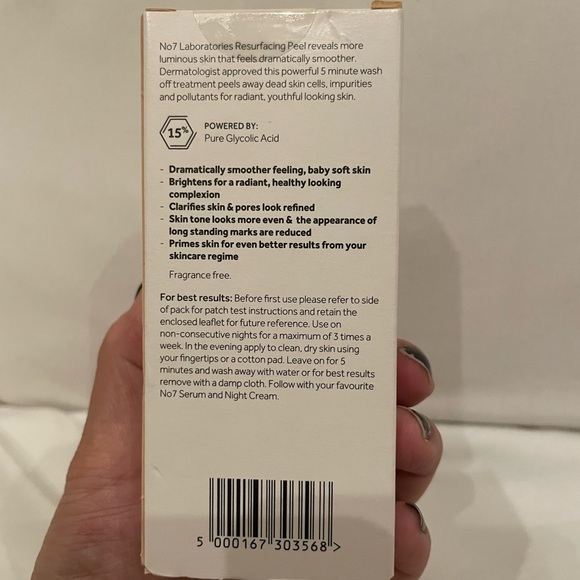 No7 Laboratories Resurfacing Peel reveals more
luminous skin that feels dramatically smoother.
Dermatologist approved this powerful 5 minute wash
off treatment peels away dead skin cells, impurities
and pollutants for radiant, youthful looking skin.
15%
POWERED BY:
Pure Glycolic Acid
- Dramatically smoother feeling, baby soft skin
- Brightens for a radiant, healthy looking
complexion
- Clarifies skin & pores look refined
- Skin tone looks more even & the appearance of
long standing marks are reduced
- Primes skin for even better results from your
skincare regime
Fragrance free.
For best results: Before first use please refer to side
of pack for patch test instructions and retain the
enclosed leaflet for future reference. Use on
non-consecutive nights for a maximum of 3 times a
week. In the evening apply to clean, dry skin using
your fingertips or a cotton pad. Leave on for 5
minutes and wash away with water or for best results
remove with a damp cloth. Follow with your favourite
No7 Serum and Night Cream.
5 000167 303568 >